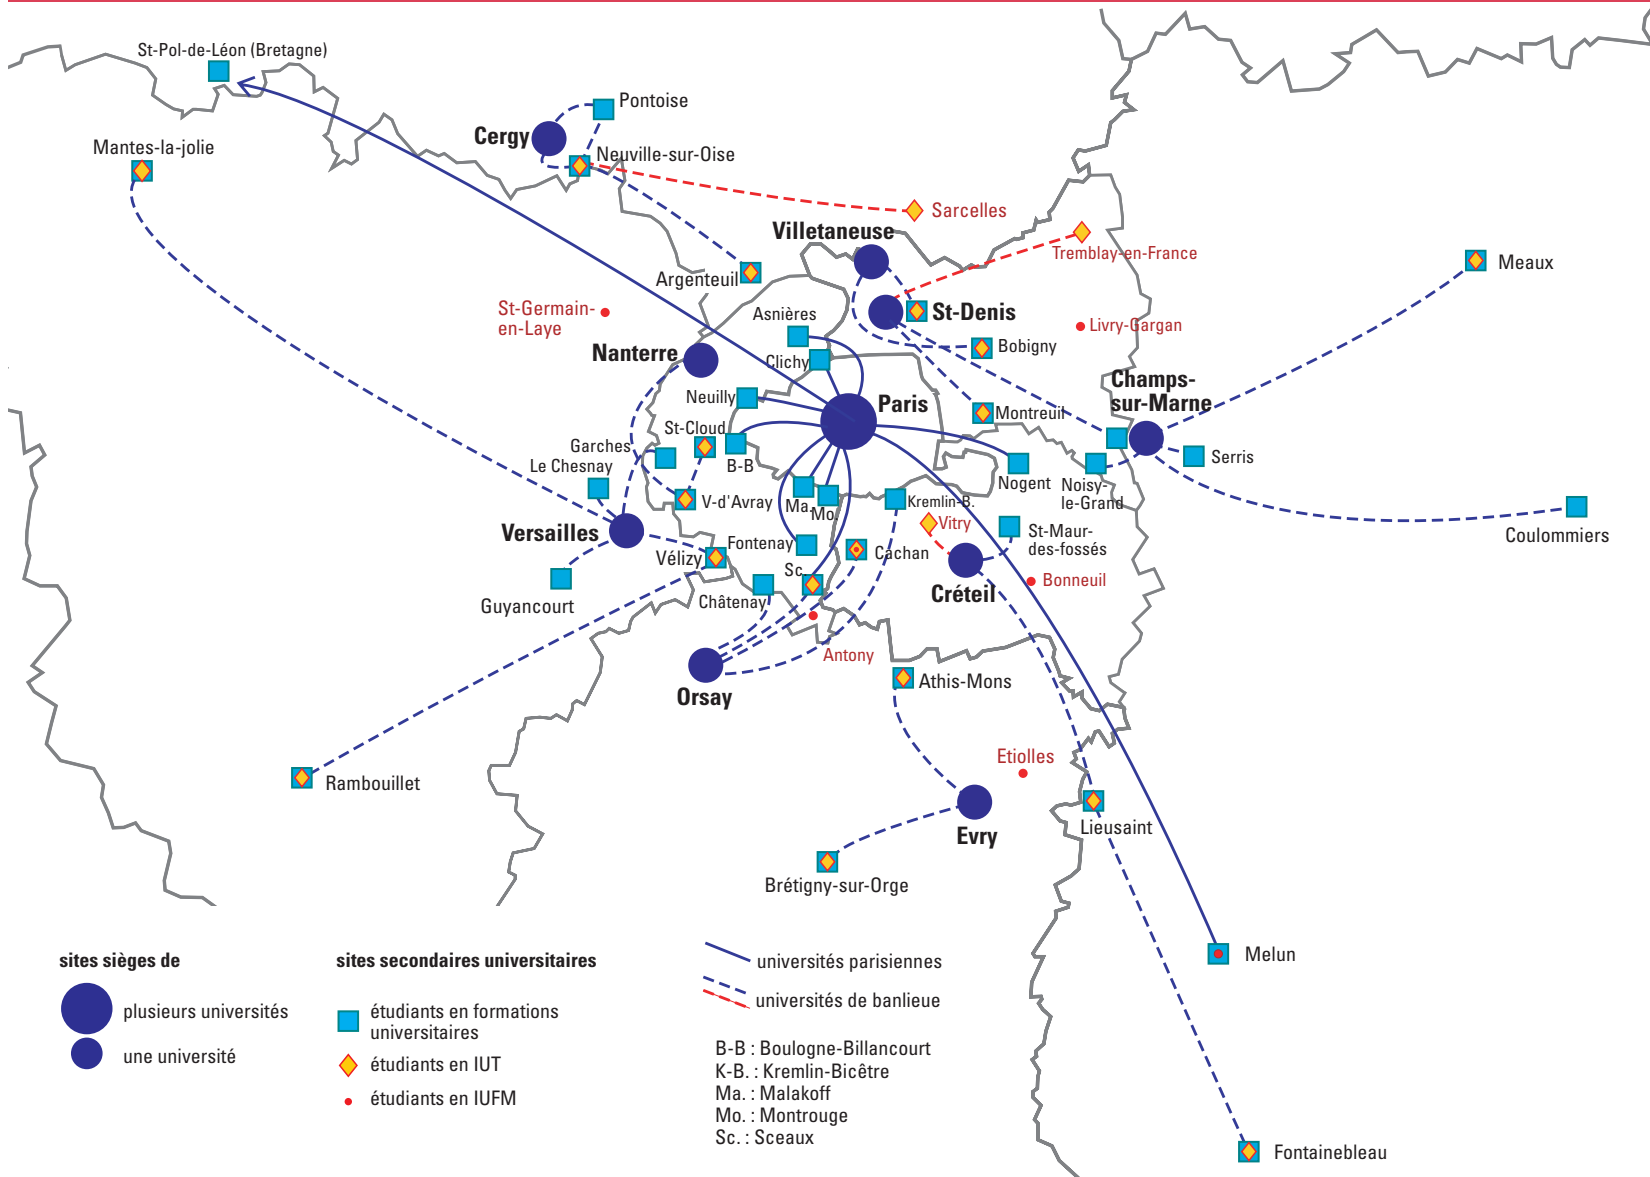 St-Pol-de-Léon (Bretagne)
Pontoise
Cergy
Mantes-la-jolie
Neuville-sur-Oise
Sarcelles
Villetaneuse
Tremblay-en-France
Meaux
Argenteuil
St-Germain-
en-Laye
Asnières
St-Denis
Livry-Gargan
Nanterre
Clichy
Bobigny
Champs-
sur-Marne
Neuilly
Paris
Montreuil
Garches
St-Cloud
Le Chesnay
B-B
Nogent
Noisy-
le-Grand
Serris
V-d'Avray
Ma.
Mo.
Kremlin-B.
Vitry
St-Maur-
des-fossés
Coulommiers
Versailles
Vélizy
Fontenay
Cachan
Sc.
Guyancourt
Châtenay
Créteil
Bonneuil
Antony
Orsay
Athis-Mons
Etiolles
Rambouillet
Evry
Lieusaint
Brétigny-sur-Orge
Melun
Fontainebleau
sites sièges de
plusieurs universités
une université
sites secondaires universitaires
étudiants en formations
universitaires
étudiants en IUT
étudiants en IUFM
universités parisiennes
universités de banlieue
B-B : Boulogne-Billancourt
K-B. : Kremlin-Bicêtre
Ma. : Malakoff
Mo. : Montrouge
Sc. : Sceaux